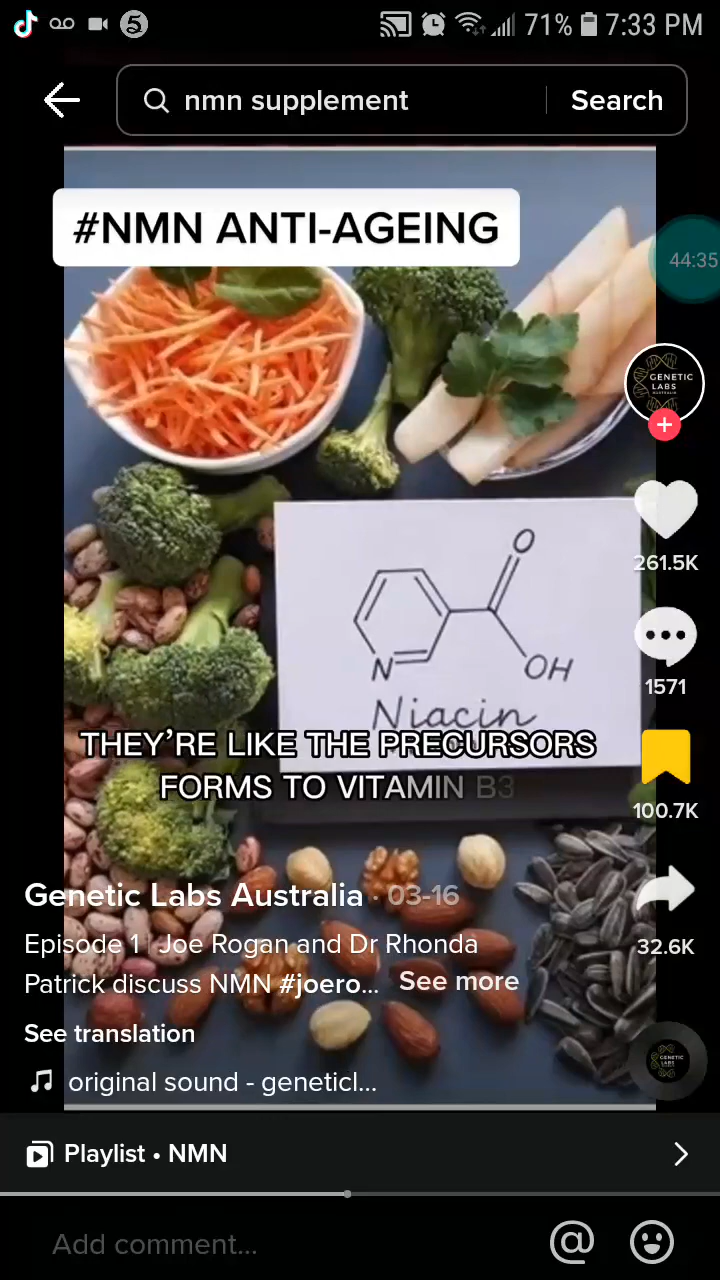 71% 7:33 PM
nmn supplement
Search
#NMN ANTI-AGEING
44:35
GENETIC
LABS
AUSTRALIA
261.5K
O
N
OH
Niacin
1571
THEY'RE LIKE THE PRECURSORS
FORMS TO VITAMIN B3
100.7K
Genetic Labs Australia · 03-16
32.6K
Episode 1 | Joe Rogan and Dr Rhonda
Patrick discuss NMN #joero... See more
See translation
GENETIC
LABS
original sound - geneticl...
Playlist • NMN
Add comment...